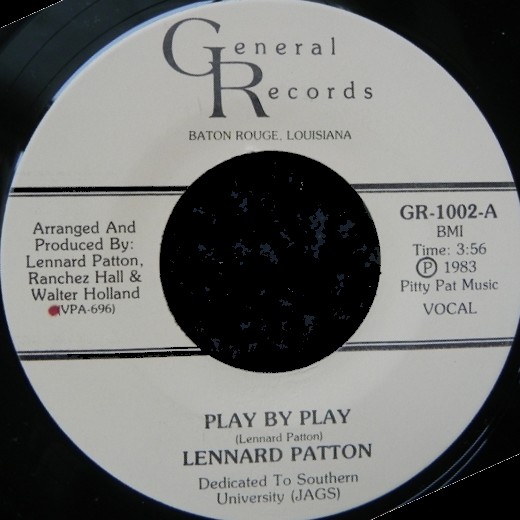 General
Records
BATON ROUGE, LOUISIANA
Arranged And
Produced By:
Lennard Patton,
Ranchez Hall &
Walter Holland
(VPA-696)
GR-1002-A
BMI
Time: 3:56
Ⓟ 1983
Pitty Pat Music
VOCAL
PLAY BY PLAY
(Lennard Patton)
LENNARD PATTON
Dedicated To Southern
University (JAGS)